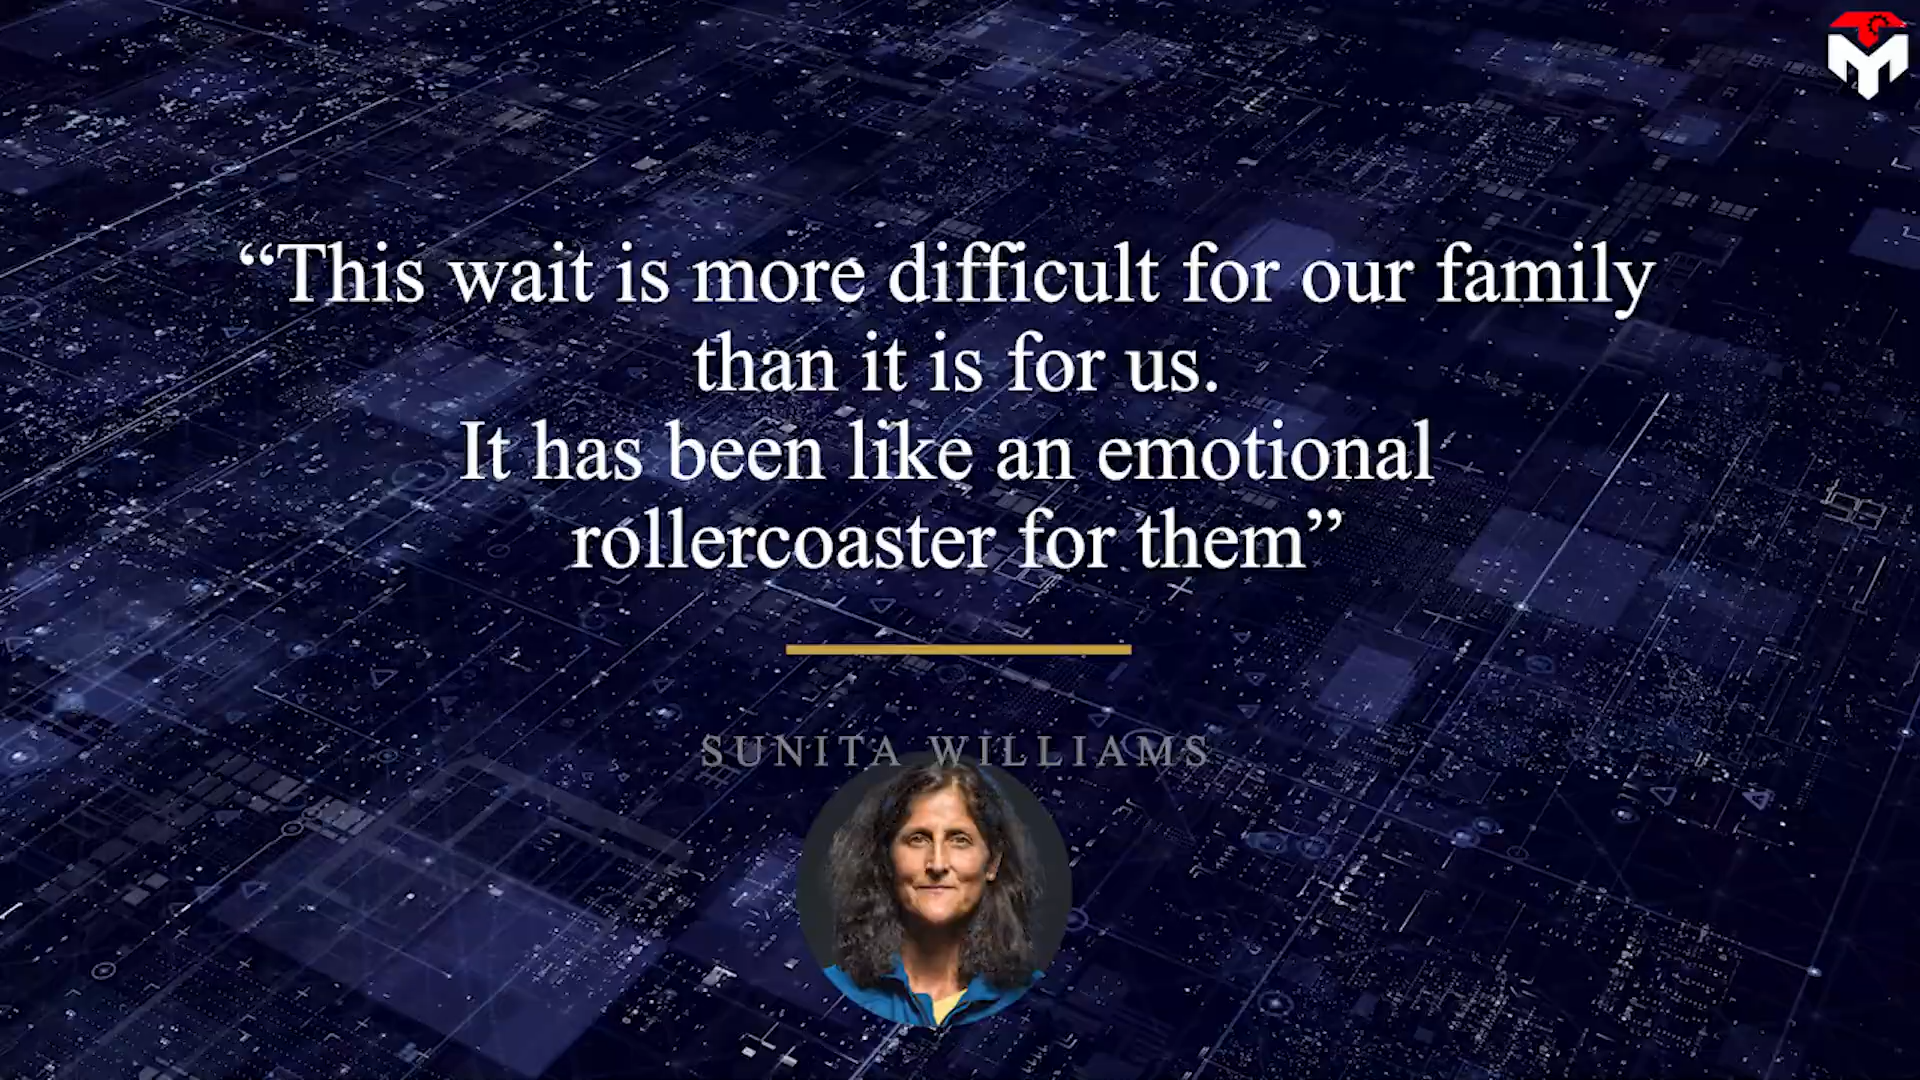 “This wait is more difficult for our family
than it is for us.
It has been like an emotional
rollercoaster for them”
SUNITA WILLIAMS